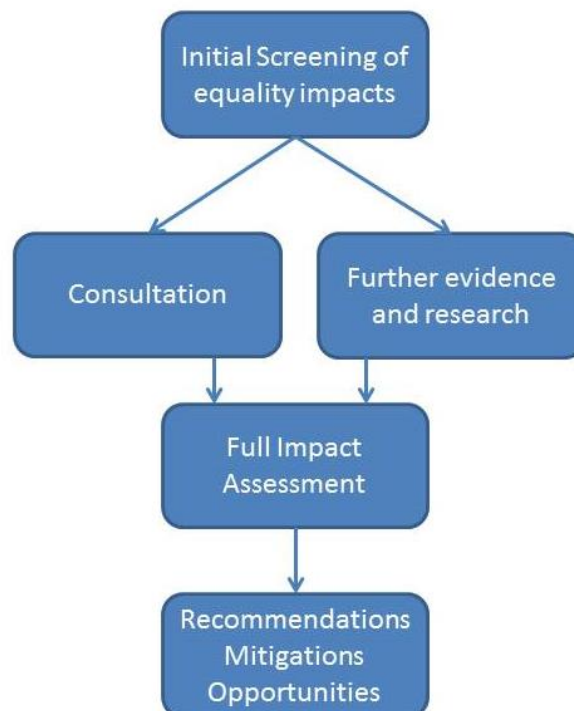 Initial Screening of
equality impacts
Consultation
Further evidence
and research
Full Impact
Assessment
Recommendations
Mitigations
Opportunities